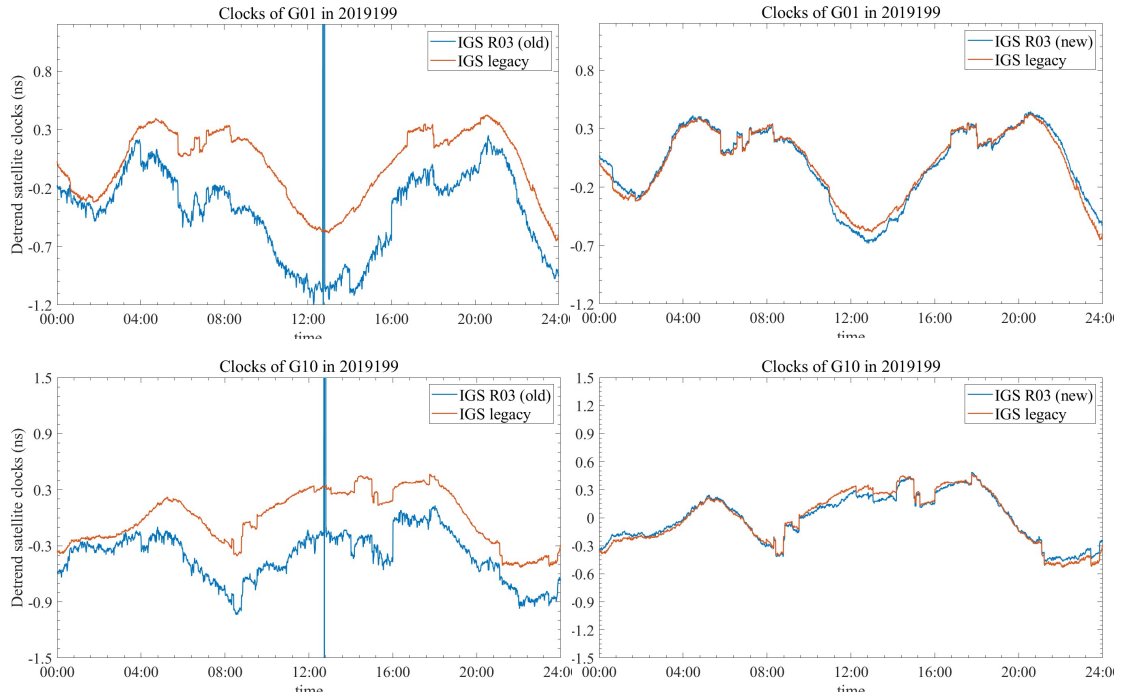 Clocks of G01 in 2019199
IGS R03 (old)
IGS legacy
Detrend satellite clocks (ns)
0.8
0.3
-0.2
-0.7
-1.2
00:00 04:00 08:00 12:00 16:00 20:00 24:00
time
Clocks of G01 in 2019199
IGS R03 (new)
IGS legacy
0.8
0.3
-0.2
-0.7
-1.2
00:00 04:00 08:00 12:00 16:00 20:00 24:00
time
Clocks of G10 in 2019199
IGS R03 (old)
IGS legacy
Detrend satellite clocks (ns)
1.5
0.9
0.3
-0.3
-0.9
-1.5
00:00 04:00 08:00 12:00 16:00 20:00 24:00
time
Clocks of G10 in 2019199
IGS R03 (new)
IGS legacy
1.5
1.2
0.9
0.6
0.3
0
-0.3
-0.6
-0.9
-1.2
-1.5
00:00 04:00 08:00 12:00 16:00 20:00 24:00
time